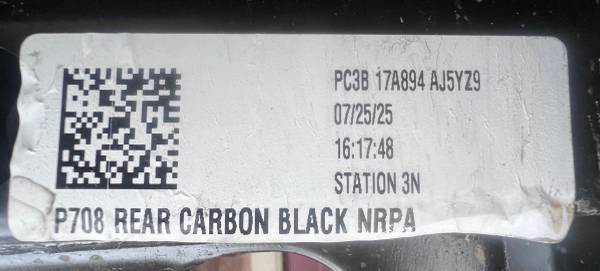 PC3B 17A894 AJ5YZ9
07/25/25
16:17:48
STATION 3N
P708 REAR CARBON BLACK NRPA